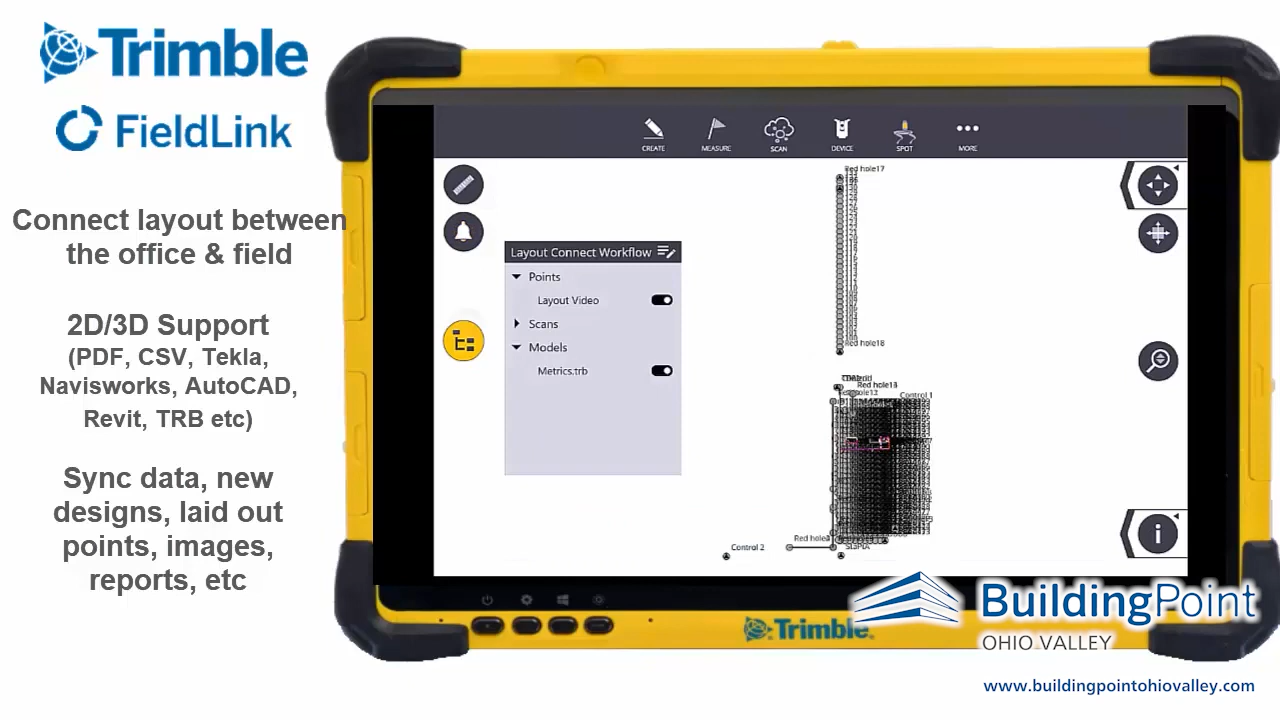 Trimble
FieldLink
Connect layout between
the office & field
2D/3D Support
(PDF, CSV, Tekla,
Navisworks, AutoCAD,
Revit, TRB etc)
Sync data, new
designs, laid out
points, images,
reports, etc
CREATE
MEASURE
SCAN
DEVICE
SPOT
MORE
Layout Connect Workflow
Points
Layout Video
Scans
Models
Metrics.trb
Red hole17
Red hole18
Red hole13
Control 1
Control 2
Trimble
BuildingPoint
OHIO VALLEY
www.buildingpointohiovalley.com